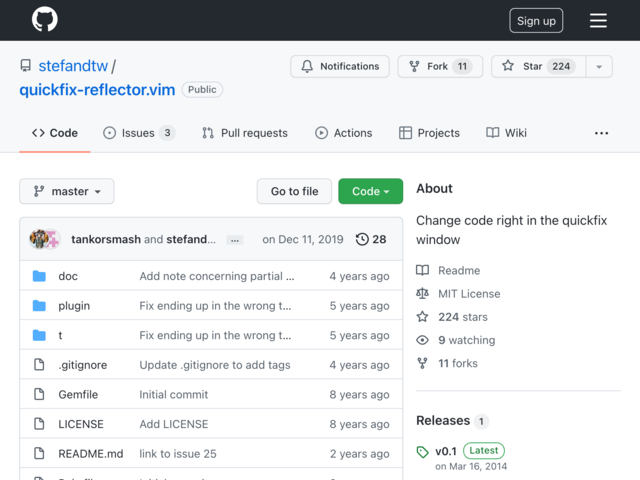 Sign up
stefandtw /
quickfix-reflector.vim Public
Notifications
Fork 11
Star 224
Code
Issues 3
Pull requests
Actions
Projects
Wiki
master
Go to file
Code
tankorsmash and stefand... ... on Dec 11, 2019 28
doc Add note concerning partial ... 4 years ago
plugin Fix ending up in the wrong t... 5 years ago
t Fix ending up in the wrong t... 5 years ago
.gitignore Update .gitignore to add tags 4 years ago
Gemfile Initial commit 8 years ago
LICENSE Add LICENSE 8 years ago
README.md link to issue 25 2 years ago
About
Change code right in the quickfix
window
Readme
MIT License
224 stars
9 watching
11 forks
Releases 1
v0.1 Latest
on Mar 16, 2014